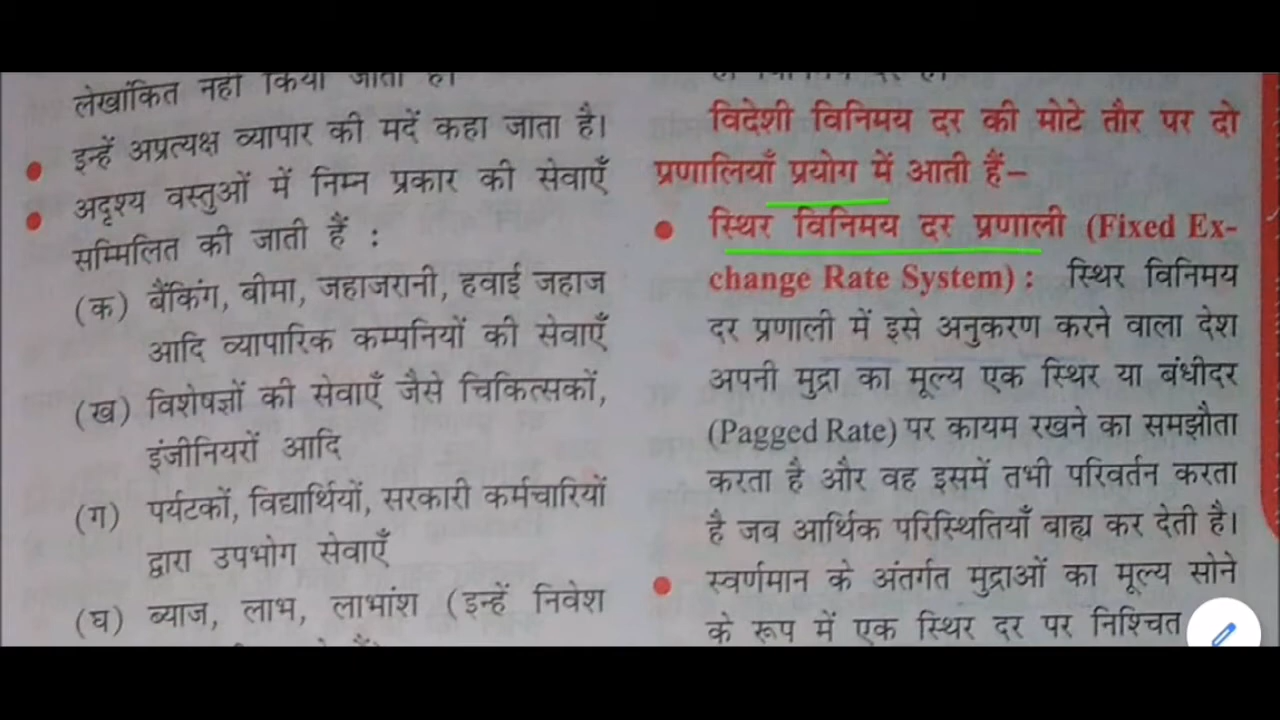 लेखांकित नहीं किया जाता है।
इन्हें अप्रत्यक्ष व्यापार की मदें कहा जाता है।
अदृश्य वस्तुओं में निम्न प्रकार की सेवाएँ
सम्मिलित की जाती हैं :
(क) बैंकिंग, बीमा, जहाजरानी, हवाई जहाज
आदि व्यापारिक कम्पनियों की सेवाएँ
(ख) विशेषज्ञों की सेवाएँ जैसे चिकित्सकों,
इंजीनियरों आदि
(ग) पर्यटकों, विद्यार्थियों, सरकारी कर्मचारियों
द्वारा उपभोग सेवाएँ
(घ) ब्याज, लाभ, लाभांश (इन्हें निवेश
विदेशी विनिमय दर की मोटे तौर पर दो
प्रणालियाँ प्रयोग में आती हैं–
स्थिर विनिमय दर प्रणाली (Fixed Ex-
change Rate System) : स्थिर विनिमय
दर प्रणाली में इसे अनुकरण करने वाला देश
अपनी मुद्रा का मूल्य एक स्थिर या बंधीदर
(Pagged Rate) पर कायम रखने का समझौता
करता है और वह इसमें तभी परिवर्तन करता
है जब आर्थिक परिस्थितियाँ बाह्य कर देती है।
स्वर्णमान के अंतर्गत मुद्राओं का मूल्य सोने
के रूप में एक स्थिर दर पर निश्चित